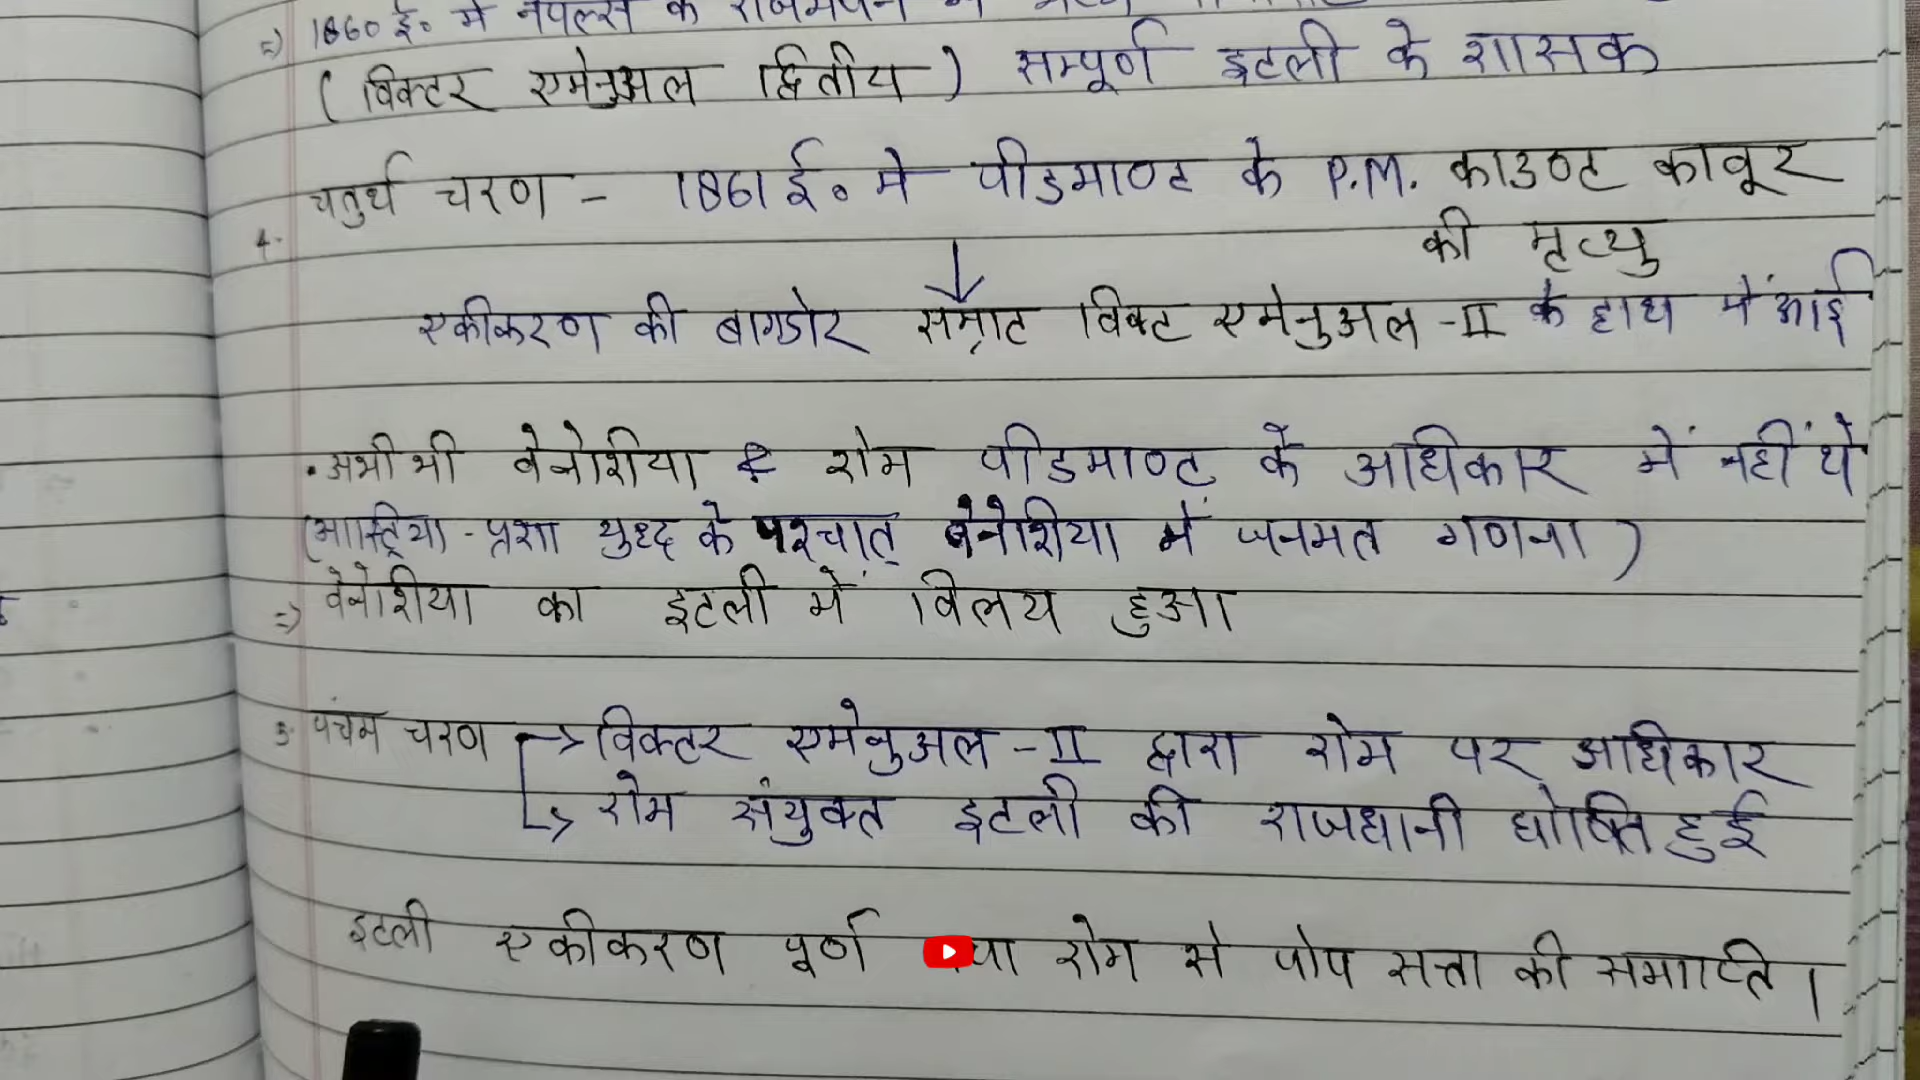 =) 1860 ई० मे नेपल्स के राजभवन में
( विक्टर एमेनुअल द्वितीय ) सम्पूर्ण इटली के शासक
4. चतुर्थ चरण - 1861 ई० मे पीडमाण्ट के P.M. काउण्ट कावूर
की मृत्यु
↓
एकीकरण की बागडोर सम्राट विक्ट एमेनुअल -II के हाथ में आई
• अभी भी वेनेशिया & रोम पीडमाण्ट के अधिकार में नहीं थे
(आस्ट्रिया - प्रशा युध्द के पश्चात् वेनेशिया में जनमत गणना )
=) वेनेशिया का इटली में विलय हुआ
5. पंचम चरण → विक्टर एमेनुअल -II द्वारा रोम पर अधिकार
↳ रोम संयुक्त इटली की राजधानी घोषित हुई
इटली एकीकरण पूर्ण रोम से पोप सत्ता की समाप्ति ।